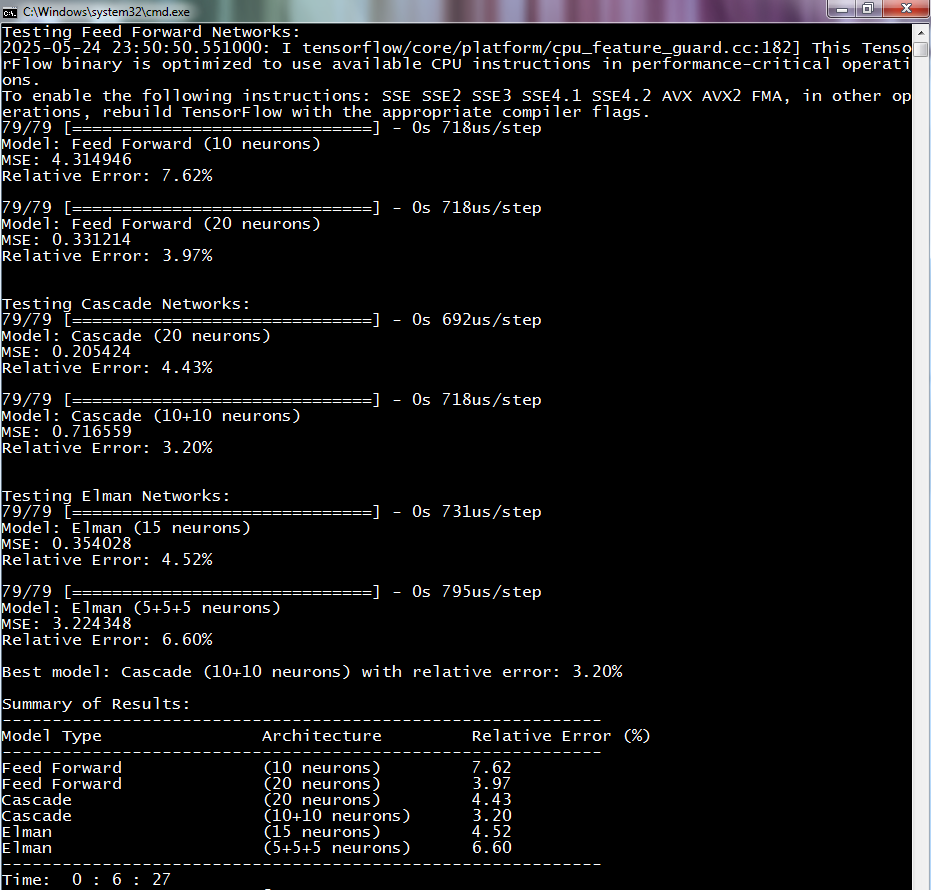 C:\Windows\system32\cmd.exe
Testing Feed Forward Networks:
2025-05-24 23:50:50.551000: I tensorflow/core/platform/cpu_feature_guard.cc:182] This Tenso
rFlow binary is optimized to use available CPU instructions in performance-critical operati
ons.
To enable the following instructions: SSE SSE2 SSE3 SSE4.1 SSE4.2 AVX AVX2 FMA, in other op
erations, rebuild TensorFlow with the appropriate compiler flags.
79/79 [==============================] - 0s 718us/step
Model: Feed Forward (10 neurons)
MSE: 4.314946
Relative Error: 7.62%
79/79 [==============================] - 0s 718us/step
Model: Feed Forward (20 neurons)
MSE: 0.331214
Relative Error: 3.97%
Testing Cascade Networks:
79/79 [==============================] - 0s 692us/step
Model: Cascade (20 neurons)
MSE: 0.205424
Relative Error: 4.43%
79/79 [==============================] - 0s 718us/step
Model: Cascade (10+10 neurons)
MSE: 0.716559
Relative Error: 3.20%
Testing Elman Networks:
79/79 [==============================] - 0s 731us/step
Model: Elman (15 neurons)
MSE: 0.354028
Relative Error: 4.52%
79/79 [==============================] - 0s 795us/step
Model: Elman (5+5+5 neurons)
MSE: 3.224348
Relative Error: 6.60%
Best model: Cascade (10+10 neurons) with relative error: 3.20%
Summary of Results:
------------------------------------------------------------
Model Type Architecture Relative Error (%)
------------------------------------------------------------
Feed Forward (10 neurons) 7.62
Feed Forward (20 neurons) 3.97
Cascade (20 neurons) 4.43
Cascade (10+10 neurons) 3.20
Elman (15 neurons) 4.52
Elman (5+5+5 neurons) 6.60
------------------------------------------------------------
Time: 0 : 6 : 27